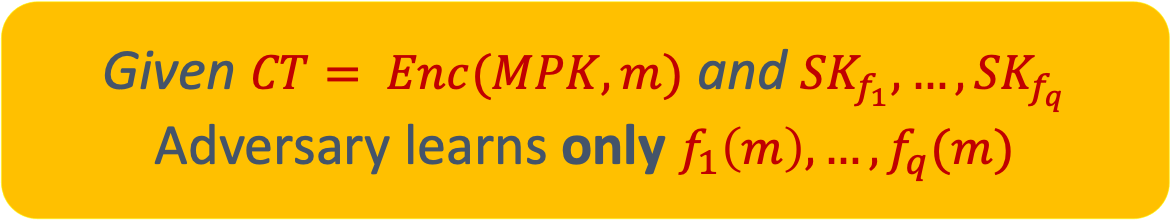 Given CT = Enc(MPK, m) and SK_{f_1}, …, SK_{f_q}
Adversary learns only f_1(m), …, f_q(m)